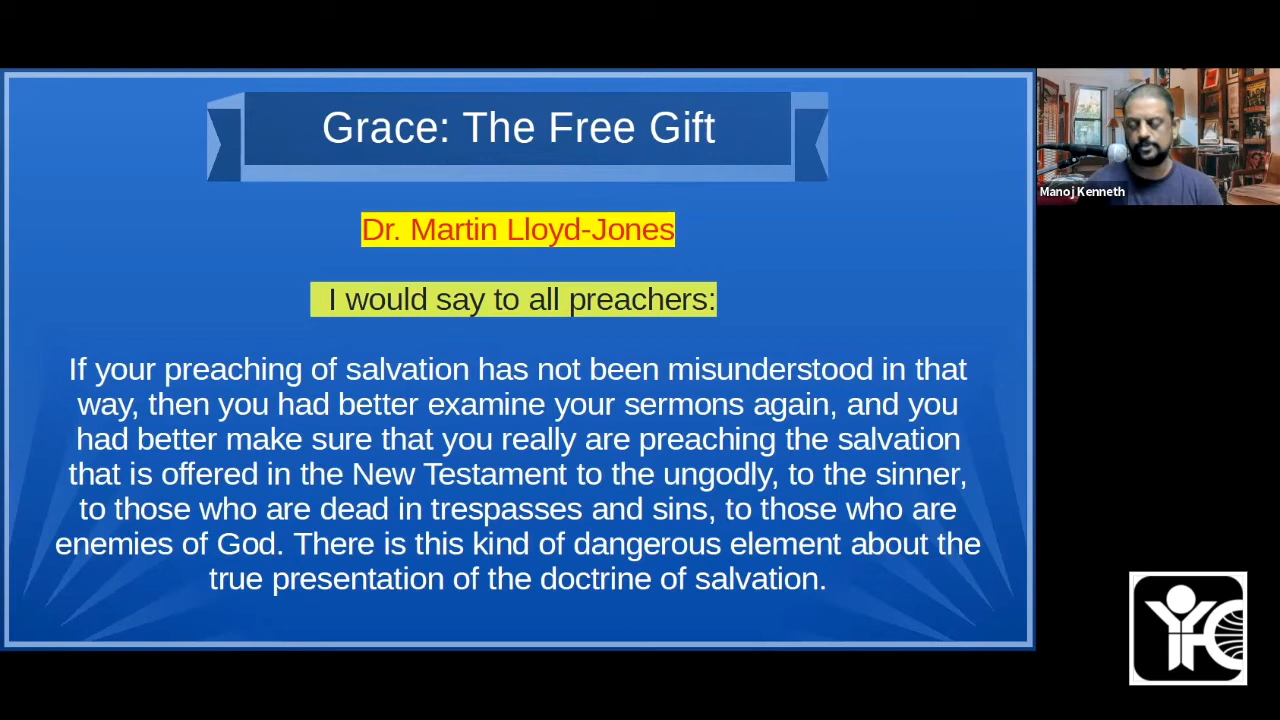 Grace: The Free Gift
Dr. Martin Lloyd-Jones
I would say to all preachers:
If your preaching of salvation has not been misunderstood in that
way, then you had better examine your sermons again, and you
had better make sure that you really are preaching the salvation
that is offered in the New Testament to the ungodly, to the sinner,
to those who are dead in trespasses and sins, to those who are
enemies of God. There is this kind of dangerous element about the
true presentation of the doctrine of salvation.
Manoj Kenneth
YFC